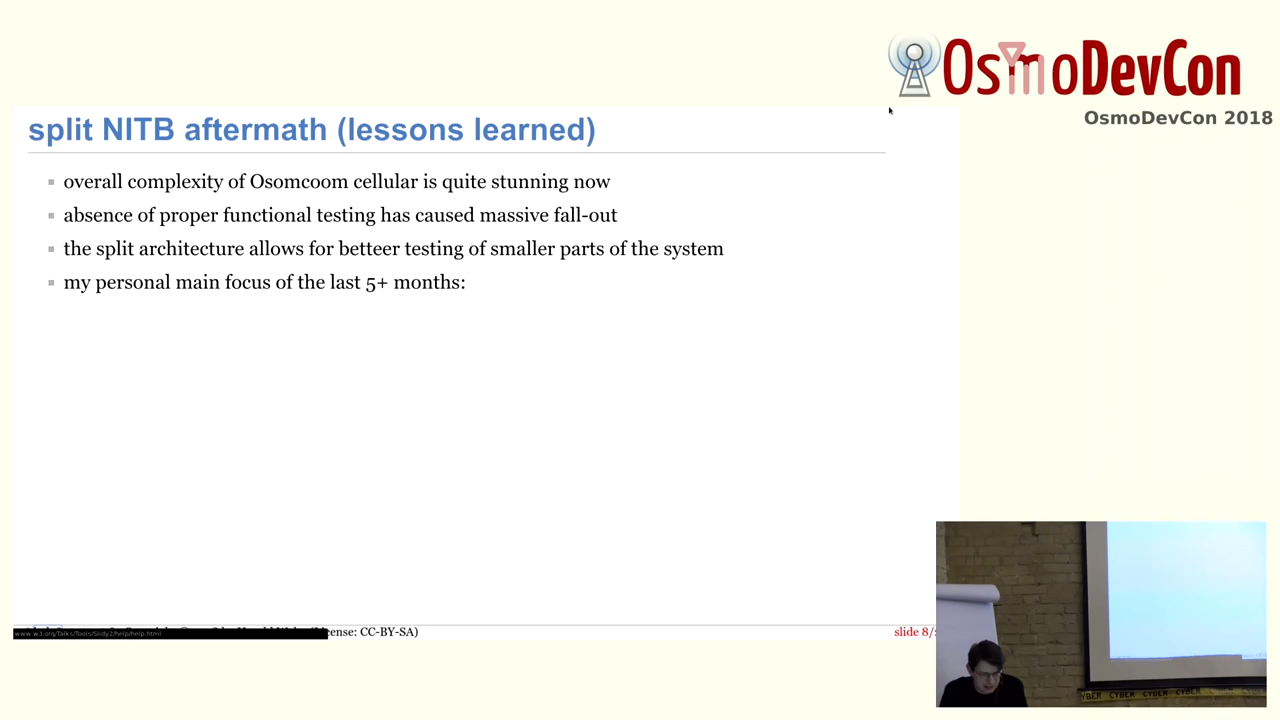 OsmoDevCon
OsmoDevCon 2018
split NITB aftermath (lessons learned)
overall complexity of Osomcoom cellular is quite stunning now
absence of proper functional testing has caused massive fall-out
the split architecture allows for betteer testing of smaller parts of the system
my personal main focus of the last 5+ months:
www.w3.org/Talks/Tools/Slidy2/help/help.html
License: CC-BY-SA)
slide 8/
CYBER CYBER CYBER